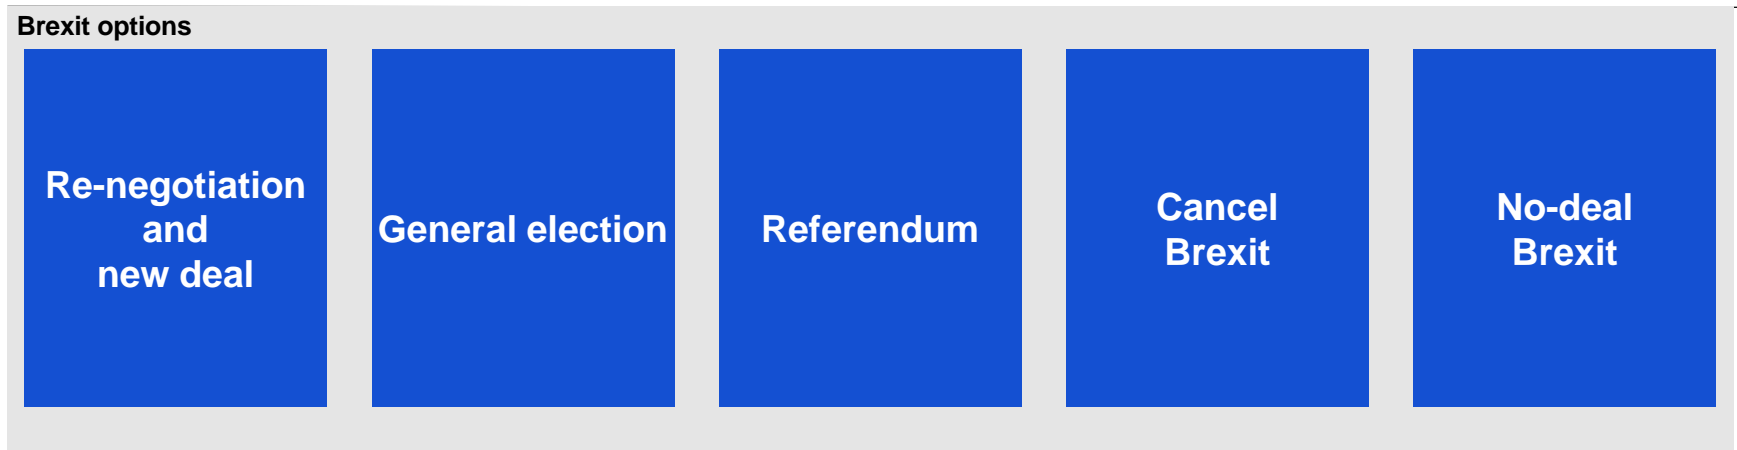 Brexit options
Re-negotiation
and
new deal
General election
Referendum
Cancel
Brexit
No-deal
Brexit